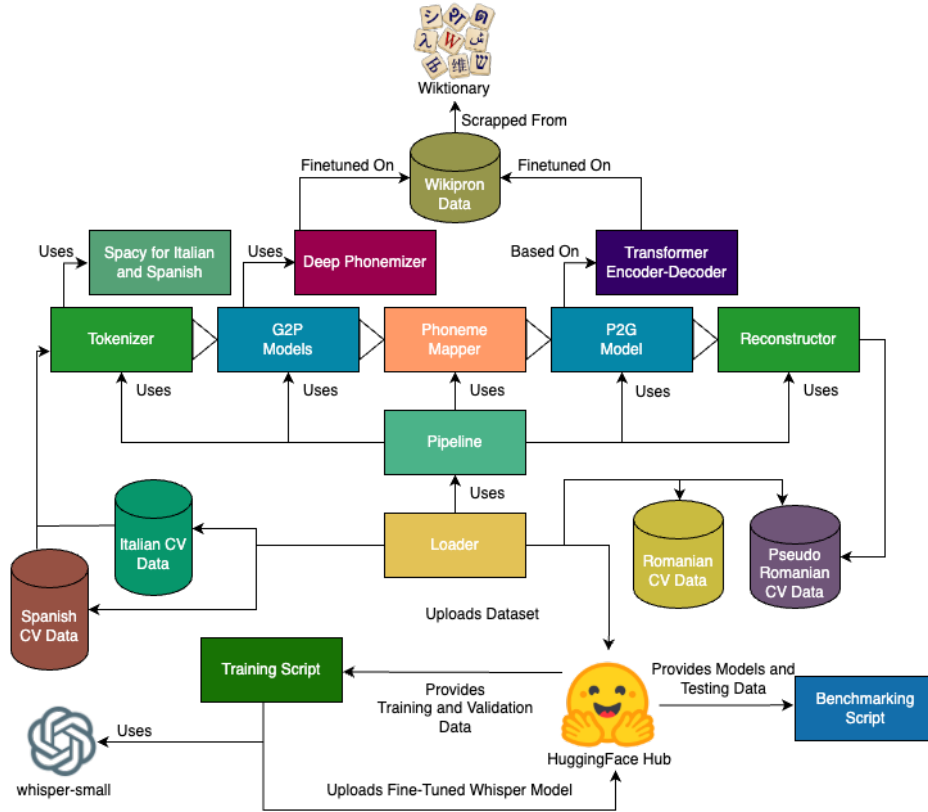 シ
λ
W
維
ש
Wiktionary
Scrapped From
Finetuned On
Finetuned On
Wikipron
Data
Uses
Spacy for Italian
and Spanish
Uses
Deep Phonemizer
Based On
Transformer
Encoder-Decoder
Tokenizer
G2P
Models
Phoneme
Mapper
P2G
Model
Reconstructor
Uses
Uses
Uses
Uses
Uses
Pipeline
Uses
Italian CV
Data
Loader
Romanian
CV Data
Pseudo
Romanian
CV Data
Spanish
CV Data
Uploads Dataset
Training Script
Provides
Training and Validation
Data
Provides Models and
Testing Data
Benchmarking
Script
Uses
whisper-small
HuggingFace Hub
Uploads Fine-Tuned Whisper Model